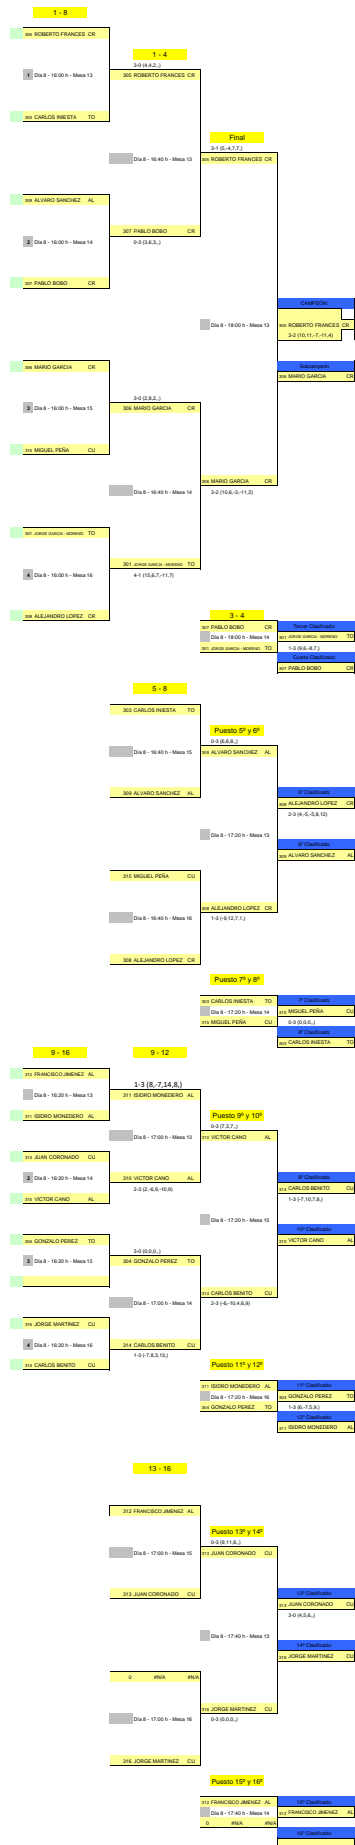 1 - 8
305 ROBERTO FRANCES CR
1 - 4
3-0 (4,4,2,,)
1 Día 8 - 16:00 h - Mesa 13
305 ROBERTO FRANCES CR
303 CARLOS INIESTA TO
Final
3-1 (5,-4,7,7,)
Día 8 - 16:40 h - Mesa 13
305 ROBERTO FRANCES CR
309 ALVARO SANCHEZ AL
307 PABLO BOBO CR
2 Día 8 - 16:00 h - Mesa 14
0-3 (3,6,3,,)
307 PABLO BOBO CR
CAMPEÓN:
Día 8 - 18:00 h - Mesa 13
305 ROBERTO FRANCES CR
3-2 (10,11,-7,-11,4)
Subcampeón
306 MARIO GARCIA CR
306 MARIO GARCIA CR
3-0 (2,8,2,,)
3 Día 8 - 16:00 h - Mesa 15
306 MARIO GARCIA CR
315 MIGUEL PEÑA CU
306 MARIO GARCIA CR
Día 8 - 16:40 h - Mesa 14
3-2 (10,6,-3,-11,2)
301 JORGE GARCIA - MORENO TO
301 JORGE GARCIA - MORENO TO
4 Día 8 - 16:00 h - Mesa 16
4-1 (15,6,7,-11,7)
308 ALEJANDRO LOPEZ CR
3 - 4
307 PABLO BOBO CR
Tercer Clasificado:
Día 8 - 18:00 h - Mesa 14
301 JORGE GARCIA - MORENO TO
301 JORGE GARCIA - MORENO TO
1-3 (9,6,-8,7,)
Cuarto Clasificado:
307 PABLO BOBO CR
5 - 8
303 CARLOS INIESTA TO
Puesto 5º y 6º
0-3 (6,6,8,,)
Día 8 - 16:40 h - Mesa 15
309 ALVARO SANCHEZ AL
309 ALVARO SANCHEZ AL
5º Clasificado:
308 ALEJANDRO LOPEZ CR
2-3 (4,-5,-5,8,12)
Día 8 - 17:20 h - Mesa 13
6º Clasificado:
309 ALVARO SANCHEZ AL
315 MIGUEL PEÑA CU
308 ALEJANDRO LOPEZ CR
Día 8 - 16:40 h - Mesa 16
1-3 (-9,12,7,1,)
308 ALEJANDRO LOPEZ CR
Puesto 7º y 8º
303 CARLOS INIESTA TO
7º Clasificado:
Día 8 - 17:20 h - Mesa 14
315 MIGUEL PEÑA CU
315 MIGUEL PEÑA CU
0-3 (0,0,0,,)
8º Clasificado:
303 CARLOS INIESTA TO
9 - 16
9 - 12
312 FRANCISCO JIMENEZ AL
1-3 (8,-7,14,8,)
Día 8 - 16:20 h - Mesa 13
311 ISIDRO MONEDERO AL
311 ISIDRO MONEDERO AL
Puesto 9º y 10º
0-3 (7,3,7,,)
Día 8 - 17:00 h - Mesa 13
310 VICTOR CANO AL
313 JUAN CORONADO CU
2 Día 8 - 16:20 h - Mesa 14
310 VICTOR CANO AL
9º Clasificado:
2-3 (2,-6,9,-10,9)
314 CARLOS BENITO CU
310 VICTOR CANO AL
1-3 (-7,10,7,8,)
Día 8 - 17:20 h - Mesa 15
10º Clasificado:
304 GONZALO PEREZ TO
310 VICTOR CANO AL
3-0 (0,0,0,,)
3 Día 8 - 16:20 h - Mesa 15
304 GONZALO PEREZ TO
314 CARLOS BENITO CU
Día 8 - 17:00 h - Mesa 14
2-3 (-6,-10,4,6,9)
316 JORGE MARTINEZ CU
4 Día 8 - 16:20 h - Mesa 16
314 CARLOS BENITO CU
1-3 (-7,8,3,13,)
314 CARLOS BENITO CU
Puesto 11º y 12º
311 ISIDRO MONEDERO AL
11º Clasificado:
Día 8 - 17:20 h - Mesa 16
304 GONZALO PEREZ TO
304 GONZALO PEREZ TO
1-3 (6,-7,5,9,)
12º Clasificado:
311 ISIDRO MONEDERO AL
13 - 16
312 FRANCISCO JIMENEZ AL
Puesto 13º y 14º
0-3 (9,11,6,,)
Día 8 - 17:00 h - Mesa 15
313 JUAN CORONADO CU
313 JUAN CORONADO CU
13º Clasificado:
313 JUAN CORONADO CU
3-0 (4,5,6,,)
Día 8 - 17:40 h - Mesa 13
14º Clasificado:
316 JORGE MARTINEZ CU
0 #N/A #N/A
316 JORGE MARTINEZ CU
Día 8 - 17:00 h - Mesa 16
0-3 (0,0,0,,)
316 JORGE MARTINEZ CU
Puesto 15º y 16º
312 FRANCISCO JIMENEZ AL
15º Clasificado:
Día 8 - 17:40 h - Mesa 14
312 FRANCISCO JIMENEZ AL
0 #N/A #N/A
16º Clasificado: